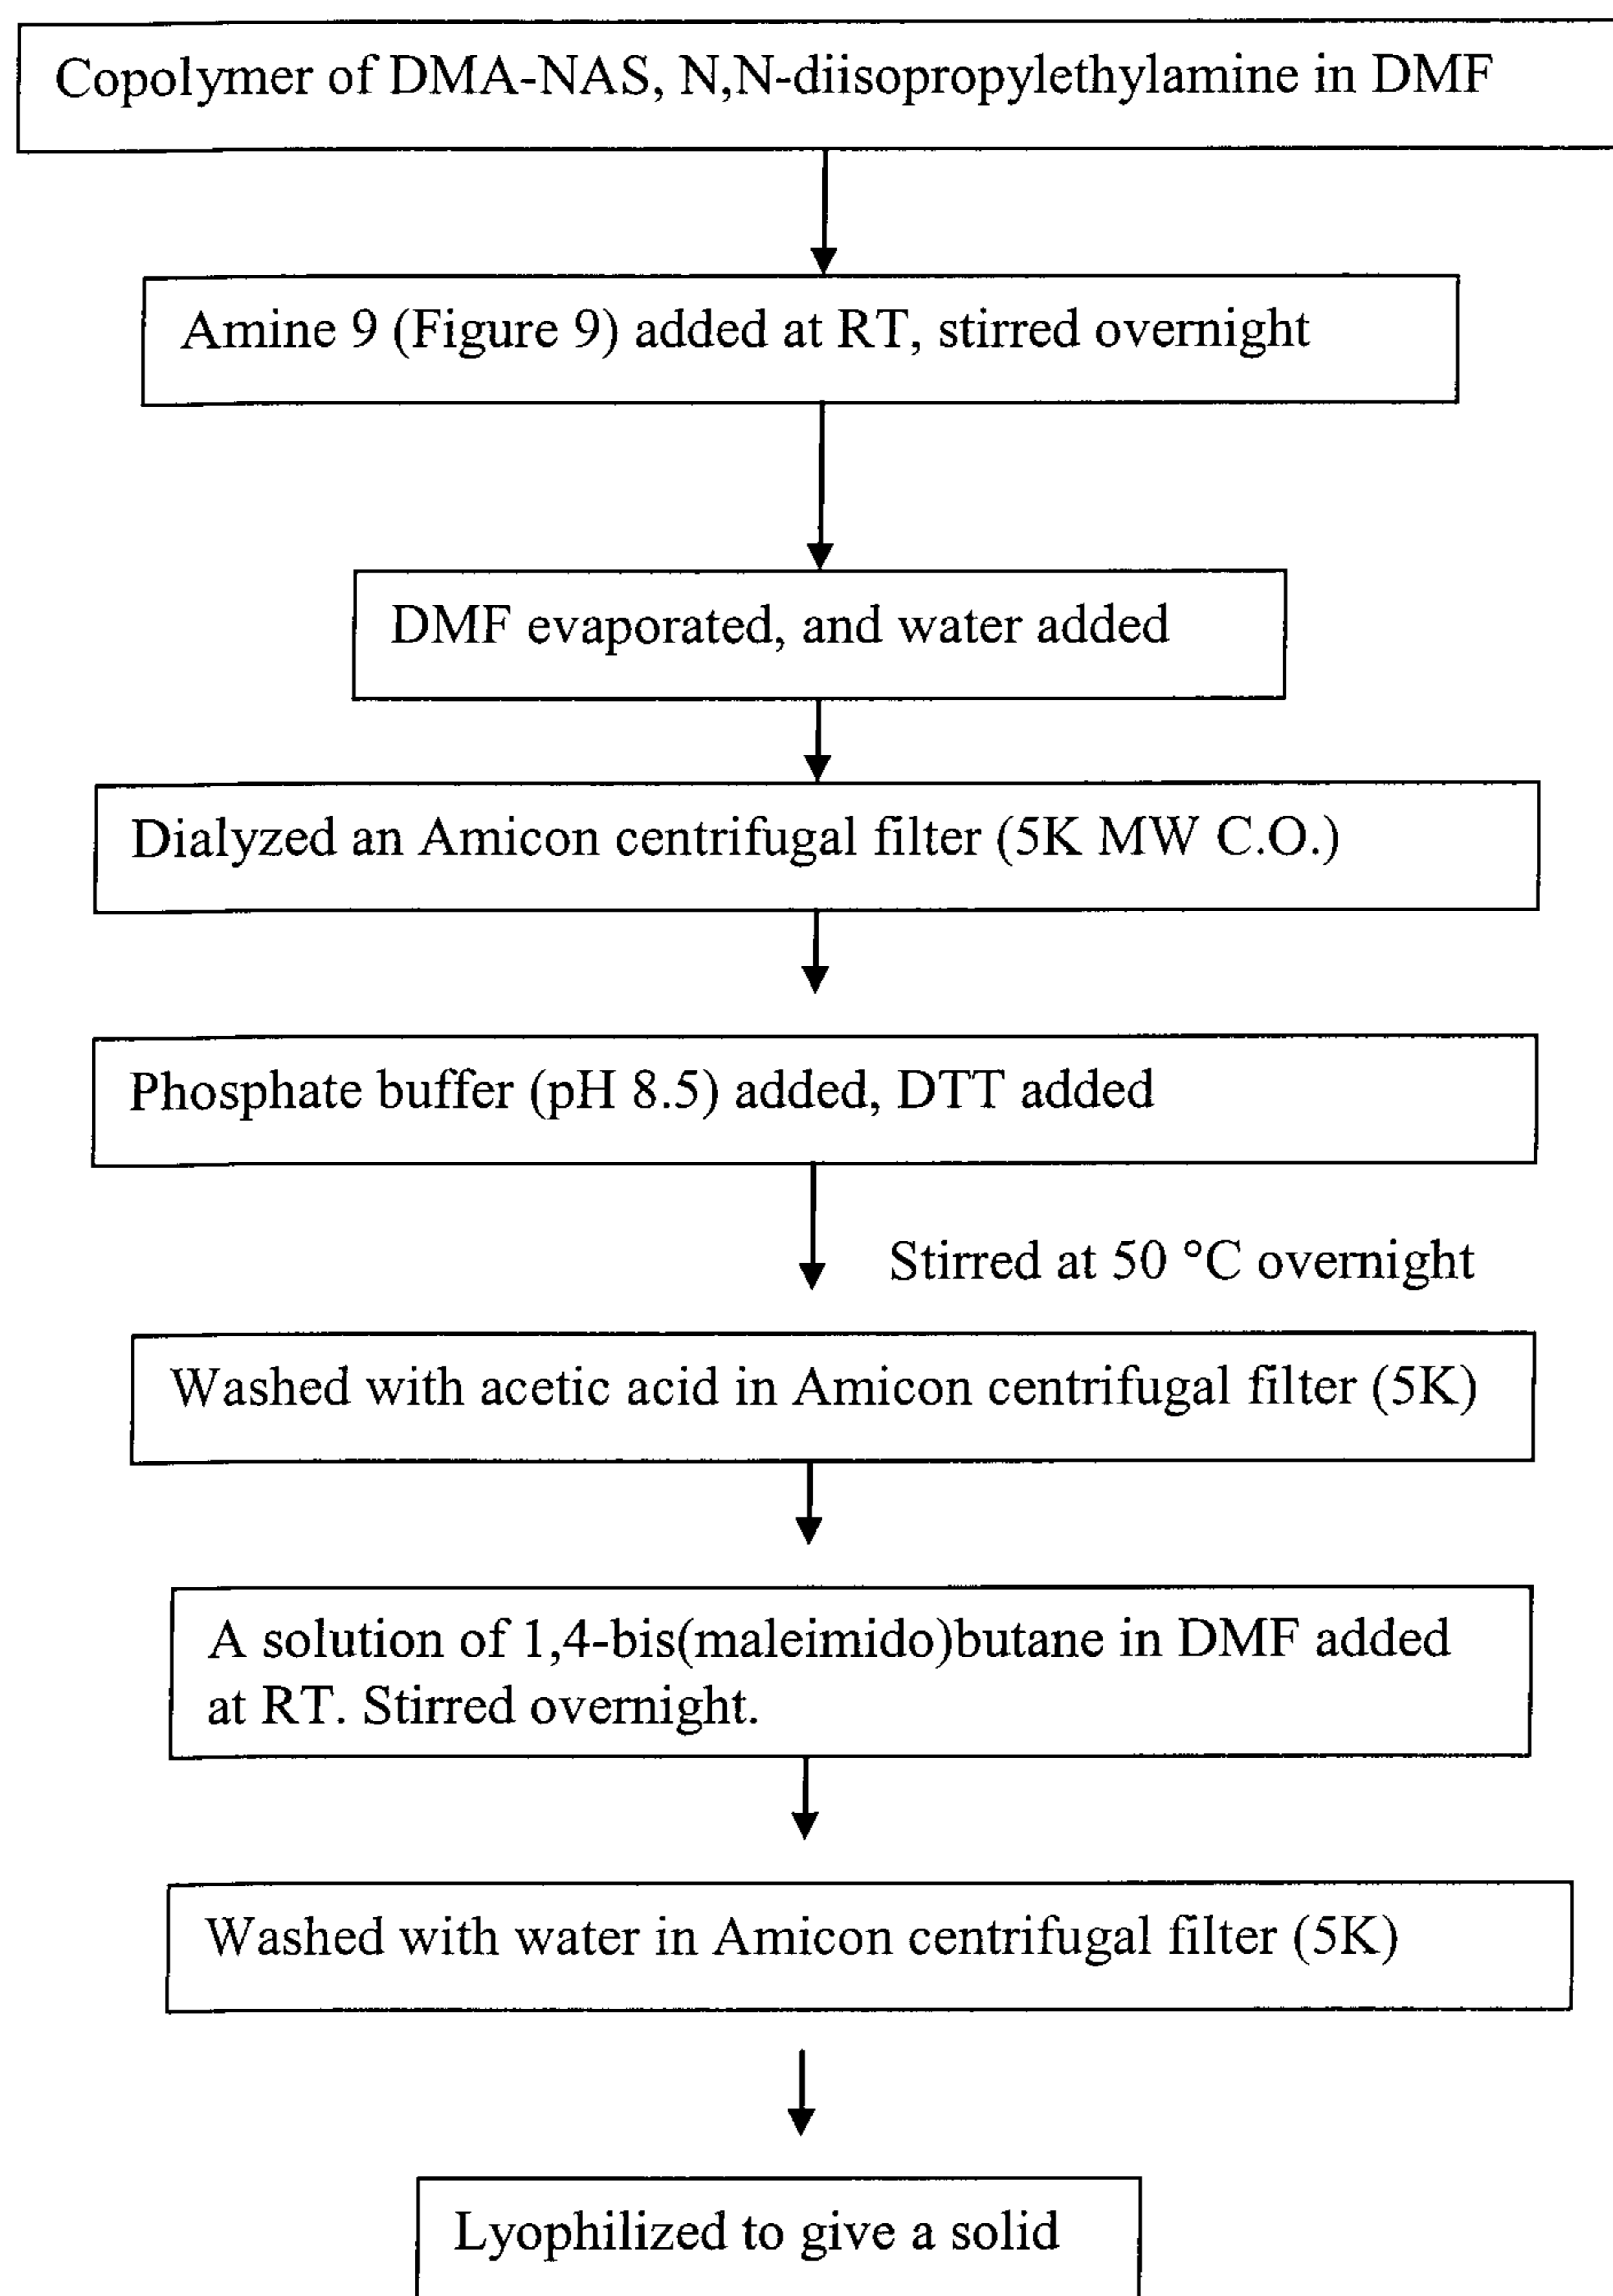 Copolymer of DMA-NAS, N,N-diisopropylethylamine in DMF
Amine 9 (Figure 9) added at RT, stirred overnight
DMF evaporated, and water added
Dialyzed an Amicon centrifugal filter (5K MW C.O.)
Phosphate buffer (pH 8.5) added, DTT added
Stirred at 50 °C overnight
Washed with acetic acid in Amicon centrifugal filter (5K)
A solution of 1,4-bis(maleimido)butane in DMF added
at RT. Stirred overnight.
Washed with water in Amicon centrifugal filter (5K)
Lyophilized to give a solid